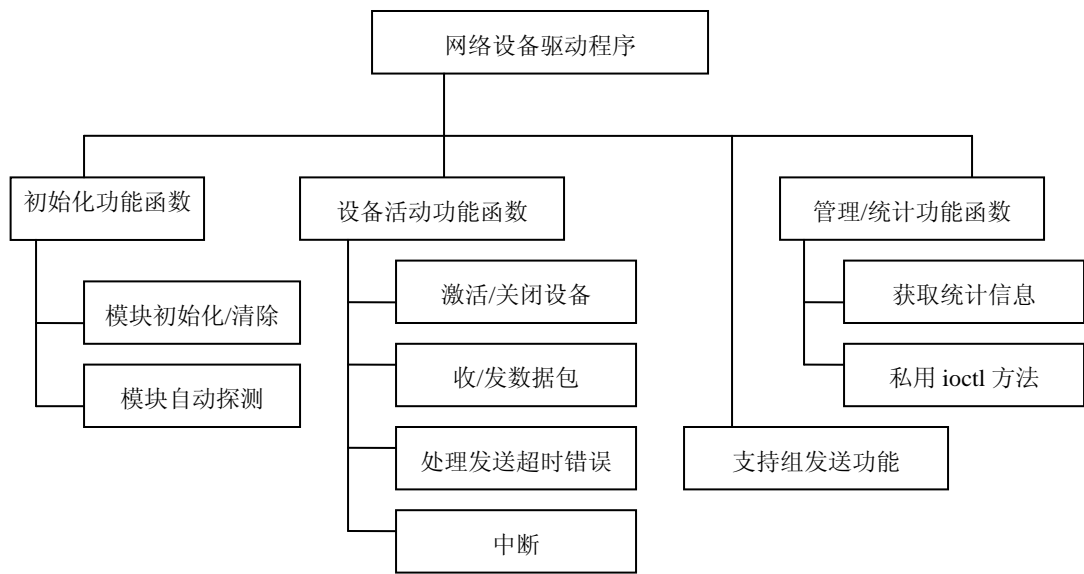 网络设备驱动程序
初始化功能函数
设备活动功能函数
管理/统计功能函数
模块初始化/清除
模块自动探测
激活/关闭设备
收/发数据包
处理发送超时错误
中断
支持组发送功能
获取统计信息
私用 ioctl 方法